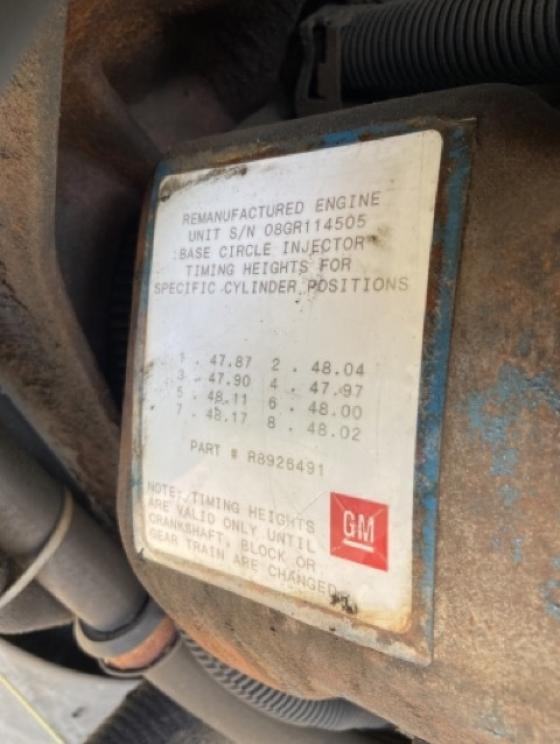 REMANUFACTURED ENGINE
UNIT S/N 08GR114505
BASE CIRCLE INJECTOR
TIMING HEIGHTS FOR
SPECIFIC CYLINDER POSITIONS
1 . 47.87 2 . 48.04
3 . 47.90 4 . 47.97
5 . 48.11 6 . 48.00
7 . 48.17 8 . 48.02
PART # R8926491
NOTE: TIMING HEIGHTS
ARE VALID ONLY UNTIL
CRANKSHAFT, BLOCK OR
GEAR TRAIN ARE CHANGED
GM